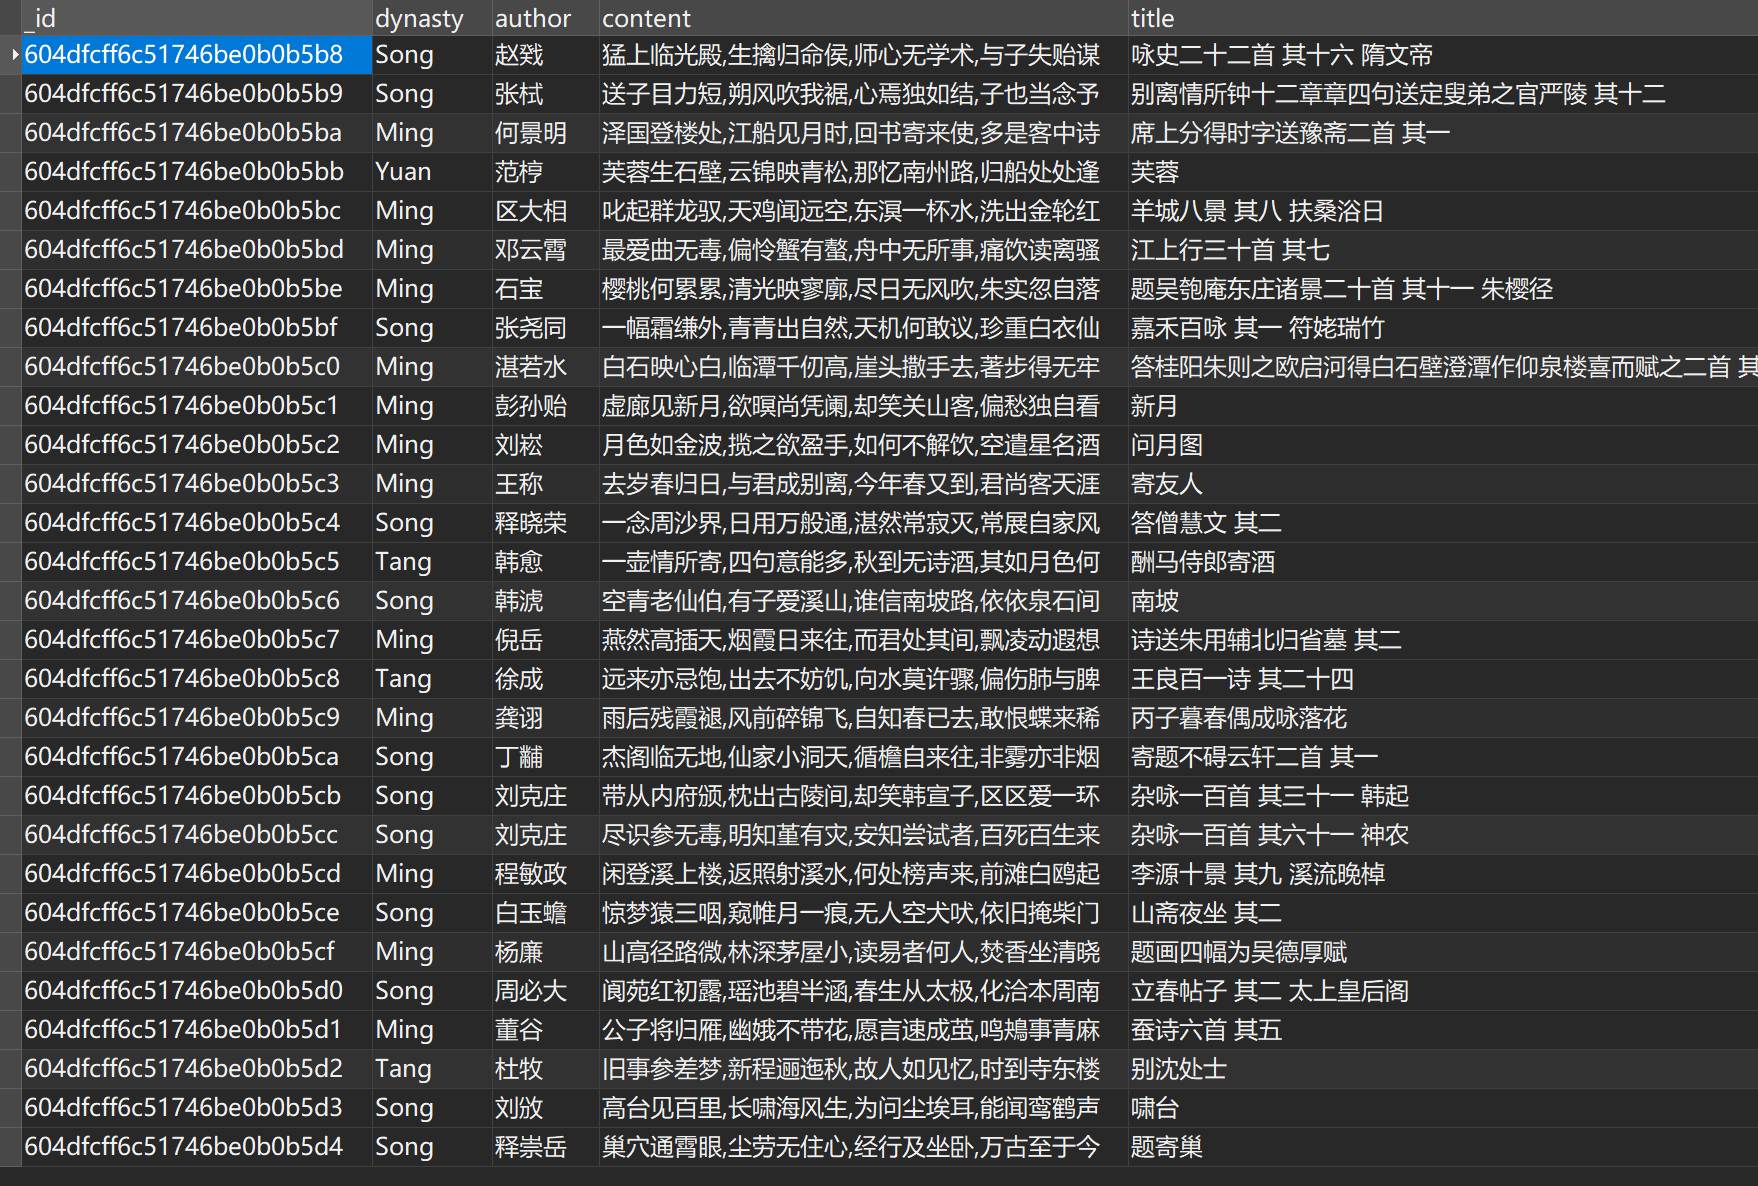 _id dynasty author content title
604dfcff6c51746be0b0b5b8 Song 赵戣 猛上临光殿,生擒归命侯,师心无学术,与子失贻谋 咏史二十二首 其十六 隋文帝
604dfcff6c51746be0b0b5b9 Song 张栻 送子目力短,朔风吹我裾,心焉独如结,子也当念予 别离情所钟十二章章四句送定叟弟之官严陵 其十二
604dfcff6c51746be0b0b5ba Ming 何景明 泽国登楼处,江船见月时,回书寄来使,多是客中诗 席上分得时字送豫斋二首 其一
604dfcff6c51746be0b0b5bb Yuan 范梈 芙蓉生石壁,云锦映青松,那忆南州路,归船处处逢 芙蓉
604dfcff6c51746be0b0b5bc Ming 区大相 叱起群龙驭,天鸡闻远空,东溟一杯水,洗出金轮红 羊城八景 其八 扶桑浴日
604dfcff6c51746be0b0b5bd Ming 邓云霄 最爱曲无毒,偏怜蟹有螯,舟中无所事,痛饮读离骚 江上行三十首 其七
604dfcff6c51746be0b0b5be Ming 石宝 樱桃何累累,清光映寥廓,尽日无风吹,朱实忽自落 题吴匏庵东庄诸景二十首 其十一 朱樱径
604dfcff6c51746be0b0b5bf Song 张尧同 一幅霜缣外,青青出自然,天机何敢议,珍重白衣仙 嘉禾百咏 其一 符姥瑞竹
604dfcff6c51746be0b0b5c0 Ming 湛若水 白石映心白,临潭千仞高,崖头撒手去,著步得无牢 答桂阳朱则之欧启河得白石壁澄潭作仰泉楼喜而赋之二首 其
604dfcff6c51746be0b0b5c1 Ming 彭孙贻 虚廊见新月,欲暝尚凭阑,却笑关山客,偏愁独自看 新月
604dfcff6c51746be0b0b5c2 Ming 刘崧 月色如金波,揽之欲盈手,如何不解饮,空遣星名酒 问月图
604dfcff6c51746be0b0b5c3 Ming 王称 去岁春归日,与君成别离,今年春又到,君尚客天涯 寄友人
604dfcff6c51746be0b0b5c4 Song 释晓荣 一念周沙界,日用万般通,湛然常寂灭,常展自家风 答僧慧文 其二
604dfcff6c51746be0b0b5c5 Tang 韩愈 一壶情所寄,四句意能多,秋到无诗酒,其如月色何 酬马侍郎寄酒
604dfcff6c51746be0b0b5c6 Song 韩淲 空青老仙伯,有子爱溪山,谁信南坡路,依依泉石间 南坡
604dfcff6c51746be0b0b5c7 Ming 倪岳 燕然高插天,烟霞日来往,而君处其间,飘凌动遐想 诗送朱用辅北归省墓 其二
604dfcff6c51746be0b0b5c8 Tang 徐成 远来亦忌饱,出去不妨饥,向水莫许骤,偏伤肺与脾 王良百一诗 其二十四
604dfcff6c51746be0b0b5c9 Ming 龚诩 雨后残霞褪,风前碎锦飞,自知春已去,敢恨蝶来稀 丙子暮春偶成咏落花
604dfcff6c51746be0b0b5ca Song 丁黼 杰阁临无地,仙家小洞天,循檐自来往,非雾亦非烟 寄题不碍云轩二首 其一
604dfcff6c51746be0b0b5cb Song 刘克庄 带从内府颁,枕出古陵间,却笑韩宣子,区区爱一环 杂咏一百首 其三十一 韩起
604dfcff6c51746be0b0b5cc Song 刘克庄 尽识参无毒,明知堇有灾,安知尝试者,百死百生来 杂咏一百首 其六十一 神农
604dfcff6c51746be0b0b5cd Ming 程敏政 闲登溪上楼,返照射溪水,何处榜声来,前滩白鸥起 李源十景 其九 溪流晚棹
604dfcff6c51746be0b0b5ce Song 白玉蟾 惊梦猿三咽,窥帷月一痕,无人空犬吠,依旧掩柴门 山斋夜坐 其二
604dfcff6c51746be0b0b5cf Ming 杨廉 山高径路微,林深茅屋小,读易者何人,焚香坐清晓 题画四幅为吴德厚赋
604dfcff6c51746be0b0b5d0 Song 周必大 阆苑红初露,瑶池碧半涵,春生从太极,化洽本周南 立春帖子 其二 太上皇后阁
604dfcff6c51746be0b0b5d1 Ming 董谷 公子将归雁,幽娥不带花,愿言速成茧,鸣鴂事青麻 蚕诗六首 其五
604dfcff6c51746be0b0b5d2 Tang 杜牧 旧事参差梦,新程逦迤秋,故人如见忆,时到寺东楼 别沈处士
604dfcff6c51746be0b0b5d3 Song 刘攽 高台见百里,长啸海风生,为问尘埃耳,能闻鸾鹤声 啸台
604dfcff6c51746be0b0b5d4 Song 释崇岳 巢穴通霄眼,尘劳无住心,经行及坐卧,万古至于今 题寄巢